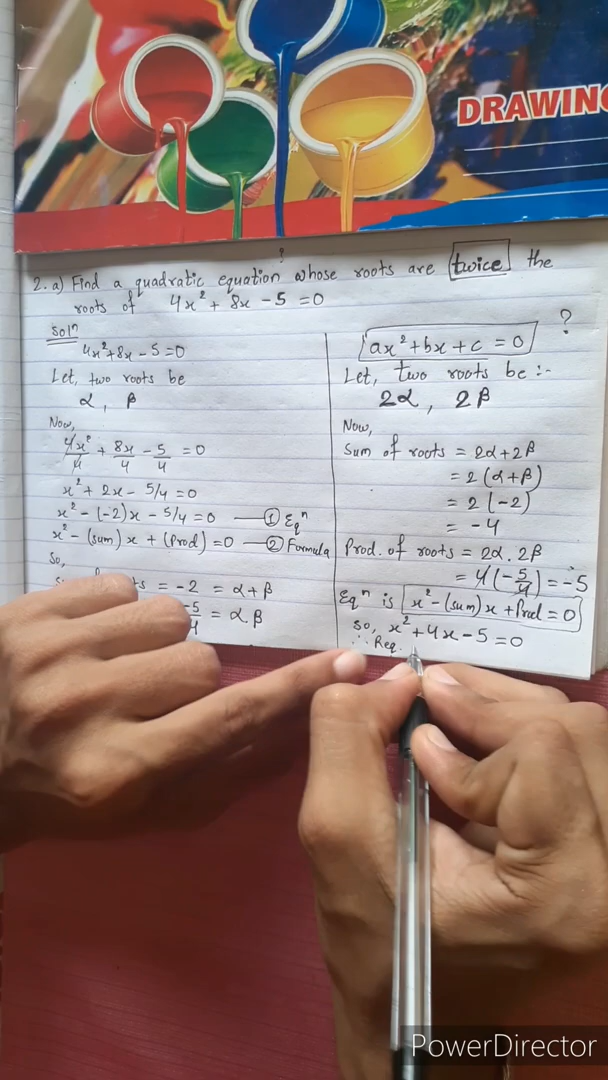 DRAWING
?
2. a) Find a quadratic equation whose roots are twice the
roots of 4x² + 8x - 5 = 0
Solⁿ
4x² + 8x - 5 = 0
Let, two roots be
α, β
Now,
4x²/4 + 8x/4 - 5/4 = 0
x² + 2x - 5/4 = 0
x² - (-2)x - 5/4 = 0 —① Eqⁿ
x² - (sum)x + (Prod) = 0 —② Formula
So,
= -2 = α+β
-5/4 = α.β
?
ax² + bx + c = 0
Let, two roots be :-
2α, 2β
Now,
Sum of roots = 2α + 2β
= 2(α+β)
= 2(-2)
= -4
Prod. of roots = 2α. 2β
= 4(-5/4) = -5
Eqⁿ is x² - (sum)x + Prod = 0
So, x² + 4x - 5 = 0
∴ Req.
PowerDirector